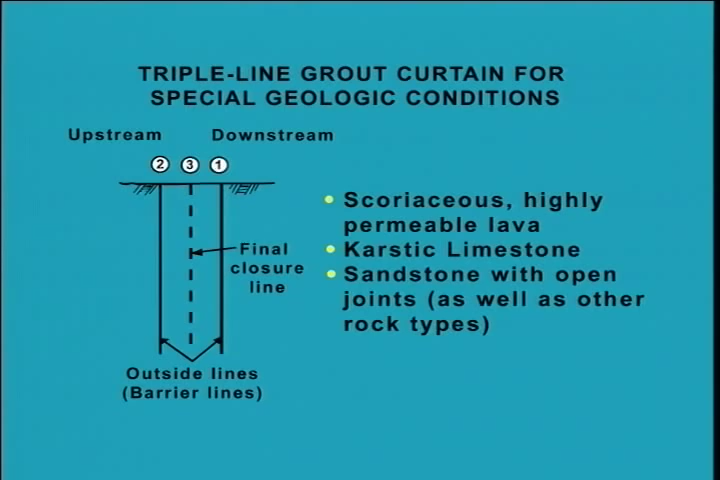 TRIPLE-LINE GROUT CURTAIN FOR
SPECIAL GEOLOGIC CONDITIONS
Upstream Downstream
2 3 1
Final
closure
line
Outside lines
(Barrier lines)
• Scoriaceous, highly
permeable lava
• Karstic Limestone
• Sandstone with open
joints (as well as other
rock types)